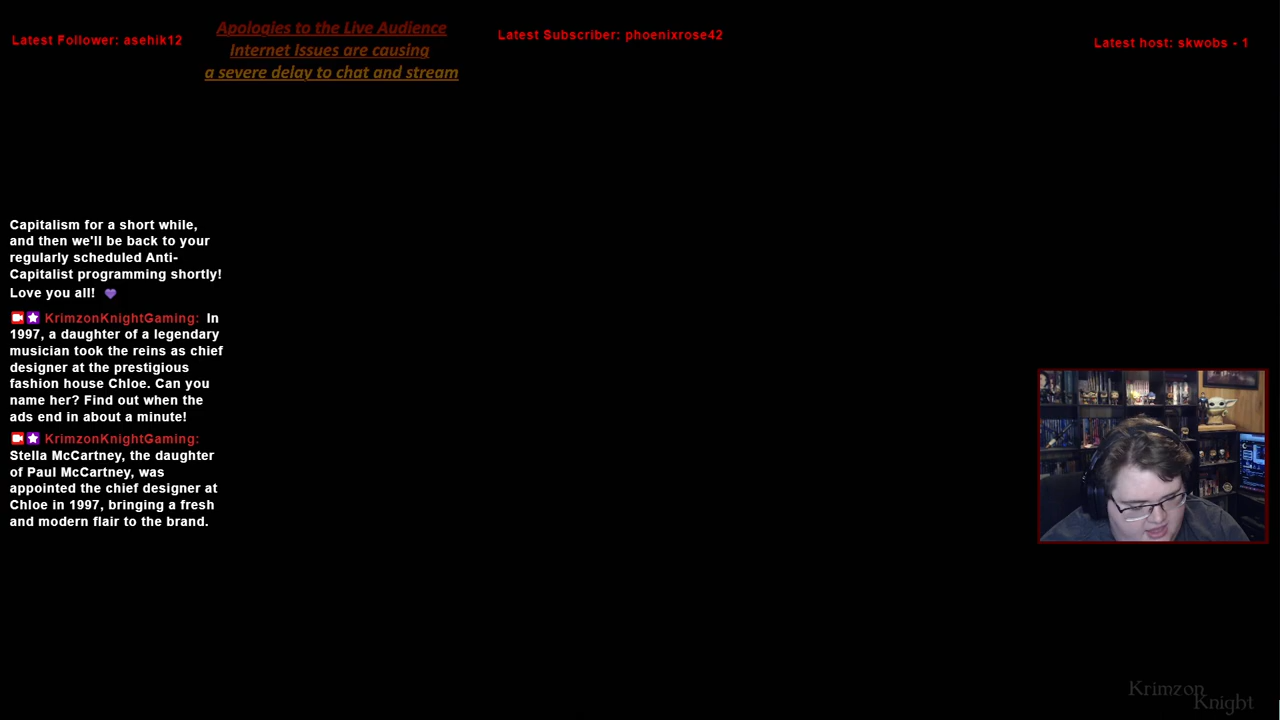 Latest Follower: asehik12
Apologies to the Live Audience
Internet Issues are causing
a severe delay to chat and stream
Latest Subscriber: phoenixrose42
Latest host: skwobs - 1
Capitalism for a short while,
and then we'll be back to your
regularly scheduled Anti-
Capitalist programming shortly!
Love you all!
KrimzonKnightGaming: In
1997, a daughter of a legendary
musician took the reins as chief
designer at the prestigious
fashion house Chloe. Can you
name her? Find out when the
ads end in about a minute!
KrimzonKnightGaming:
Stella McCartney, the daughter
of Paul McCartney, was
appointed the chief designer at
Chloe in 1997, bringing a fresh
and modern flair to the brand.
Krimzon
Knight